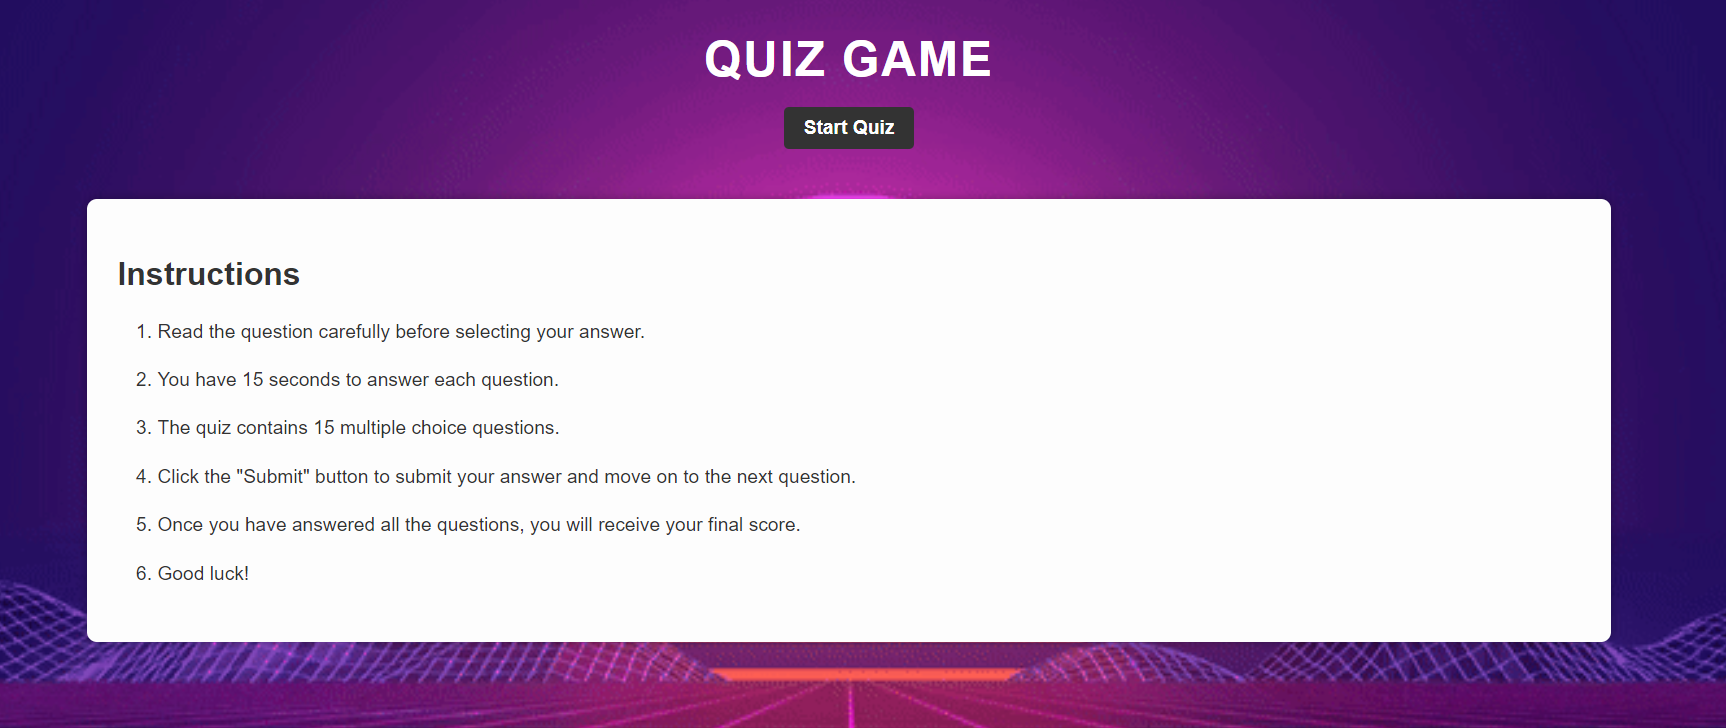 QUIZ GAME
Start Quiz
Instructions
1. Read the question carefully before selecting your answer.
2. You have 15 seconds to answer each question.
3. The quiz contains 15 multiple choice questions.
4. Click the "Submit" button to submit your answer and move on to the next question.
5. Once you have answered all the questions, you will receive your final score.
6. Good luck!